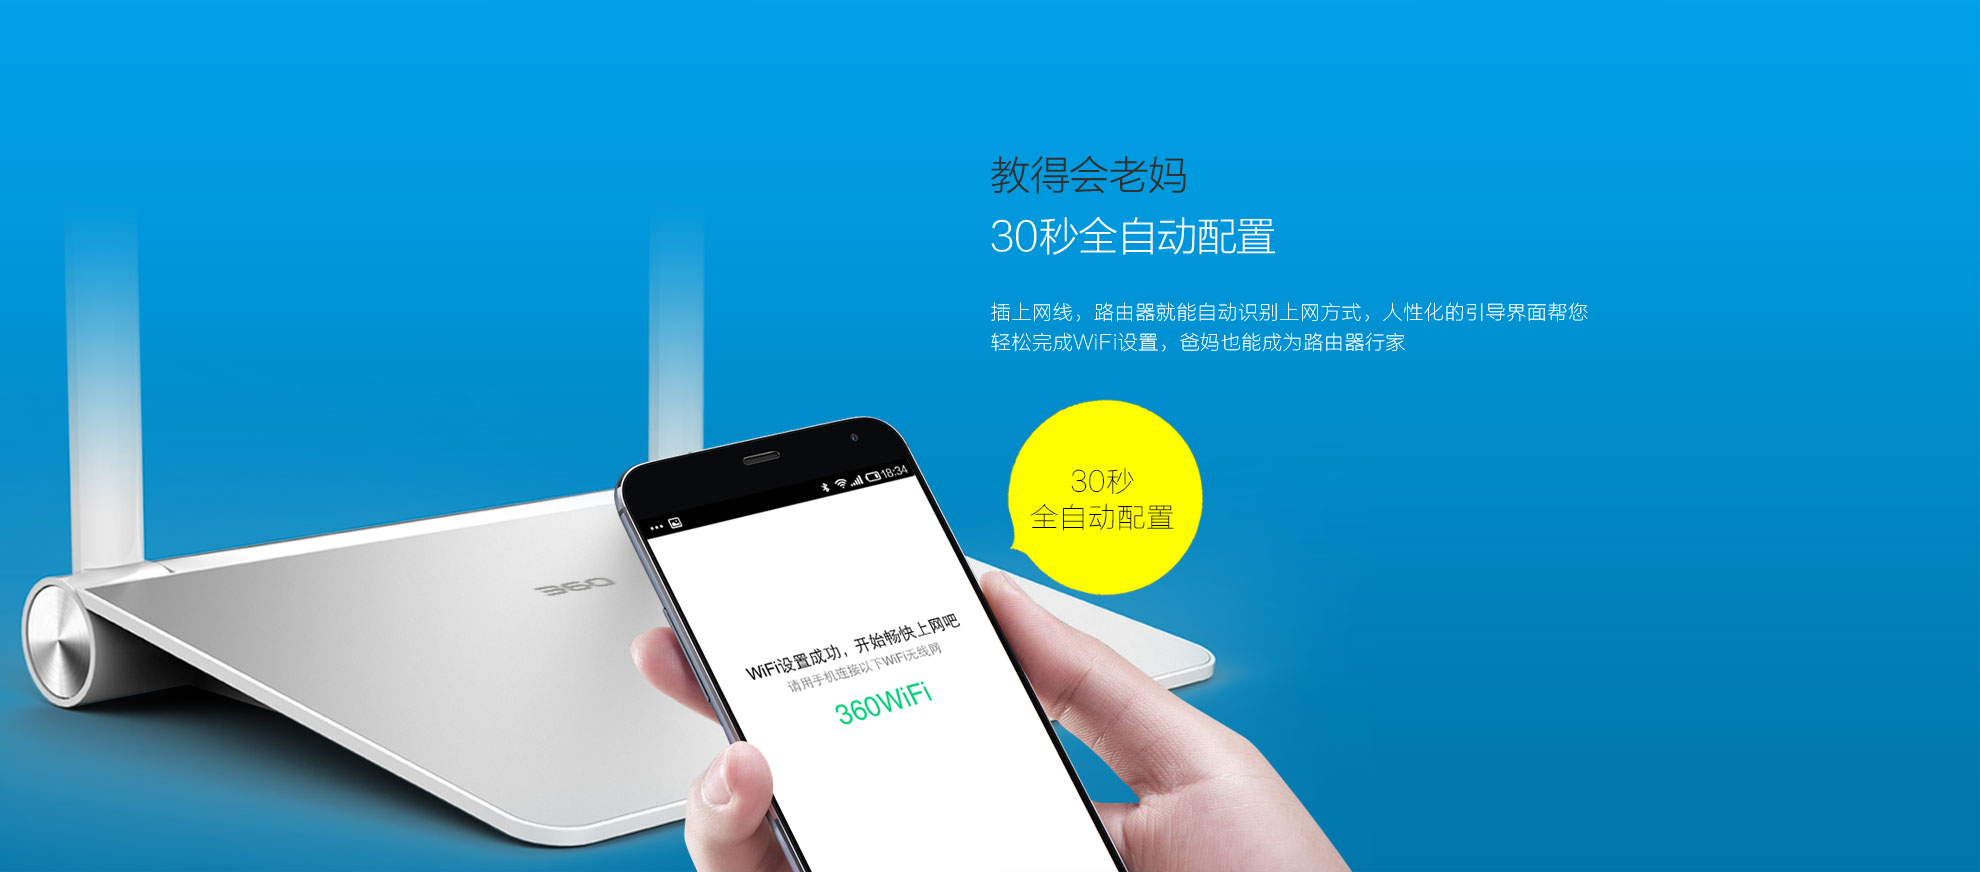 教得会老妈
30秒全自动配置
插上网线，路由器就能自动识别上网方式，人性化的引导界面帮您
轻松完成WiFi设置，爸妈也能成为路由器行家
30秒
全自动配置
18:34
360
WiFi设置成功，开始畅快上网吧
请用手机连接以下WiFi无线网
360WiFi